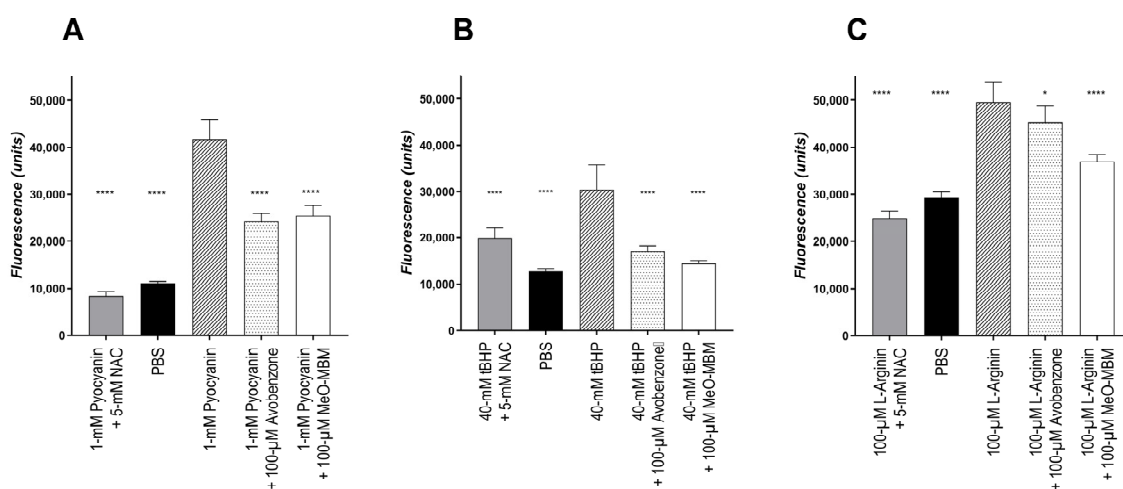 A
Fluorescence (units)
50,000
40,000
30,000
20,000
10,000
0
****
****
****
****
1-mM Pyocyanin
+ 5-mM NAC
PBS
1-mM Pyocyanin
1-mM Pyocyanin
+ 100-µM Avobenzone
1-mM Pyocyanin
+ 100-µM MeO-MBM
B
Fluorescence (units)
50,000
40,000
30,000
20,000
10,000
0
****
****
****
****
40-mM tBHP
+ 5-mM NAC
PBS
40-mM tBHP
40-mM tBHP
+ 100-µM Avobenzone▯
40-mM tBHP
+ 100-µM MeO-MBM
C
Fluorescence (units)
50,000
40,000
30,000
20,000
10,000
0
****
****
*
****
100-µM L-Arginin
+ 5-mM NAC
PBS
100-µM L-Arginin
100-µM L-Arginin
+ 100-µM Avobenzone
100-µM L-Arginin
+ 100-µM MeO-MBM